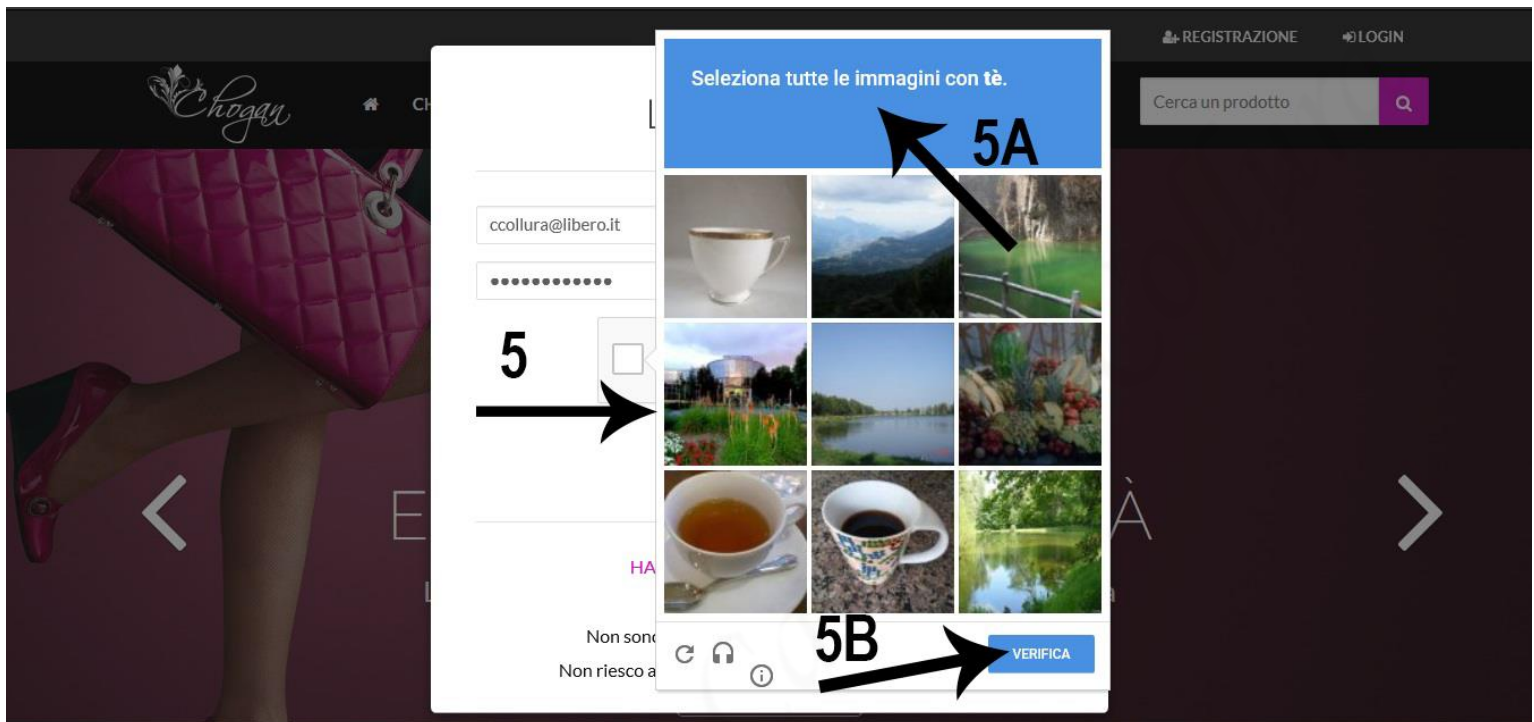 REGISTRAZIONE LOGIN
Chogan
CH
Cerca un prodotto
Seleziona tutte le immagini con tè.
5A
L
ccollura@libero.it
5
E
À
L
a
HA
Non sono
Non riesco a
5B
VERIFICA